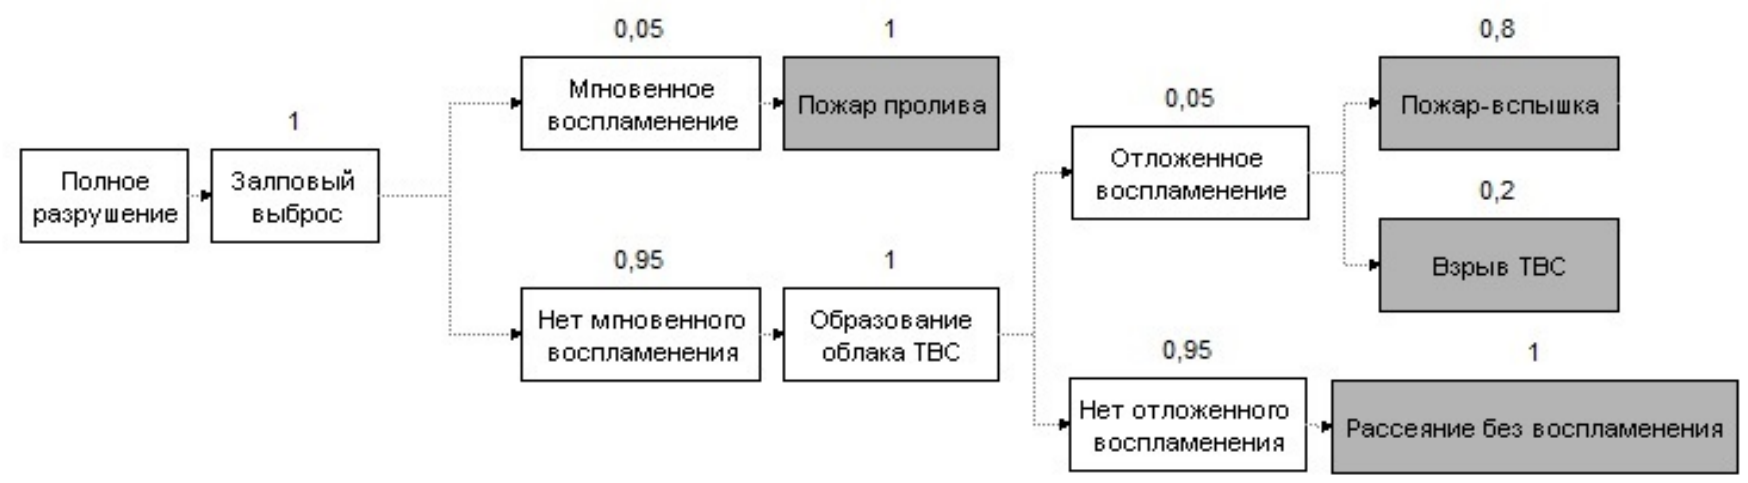 Полное
разрушение
1
Залповый
выброс
0,05
Мгновенное
воспламенение
1
Пожар пролива
0,95
Нет мгновенного
воспламенения
1
Образование
облака ТВС
0,05
Отложенное
воспламенение
0,8
Пожар-вспышка
0,2
Взрыв ТВС
0,95
Нет отложенного
воспламенения
1
Рассеяние без воспламенения